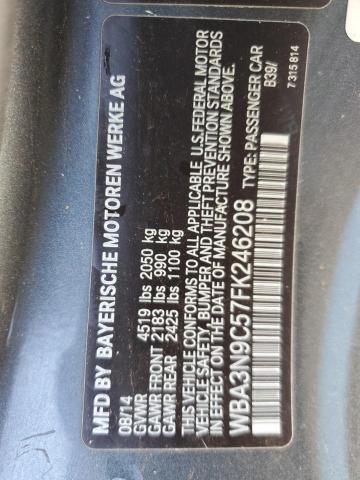 MFD BY BAYERISCHE MOTOREN WERKE AG
08/14
GVWR 4519 lbs 2050 kg
GAWR FRONT 2183 lbs 990 kg
GAWR REAR 2425 lbs 1100 kg
THIS VEHICLE CONFORMS TO ALL APPLICABLE U.S. FEDERAL MOTOR
VEHICLE SAFETY, BUMPER AND THEFT PREVENTION STANDARDS
IN EFFECT ON THE DATE OF MANUFACTURE SHOWN ABOVE.
WBA3N9C57FK246208
TYPE: PASSENGER CAR
B39/
7 315 814